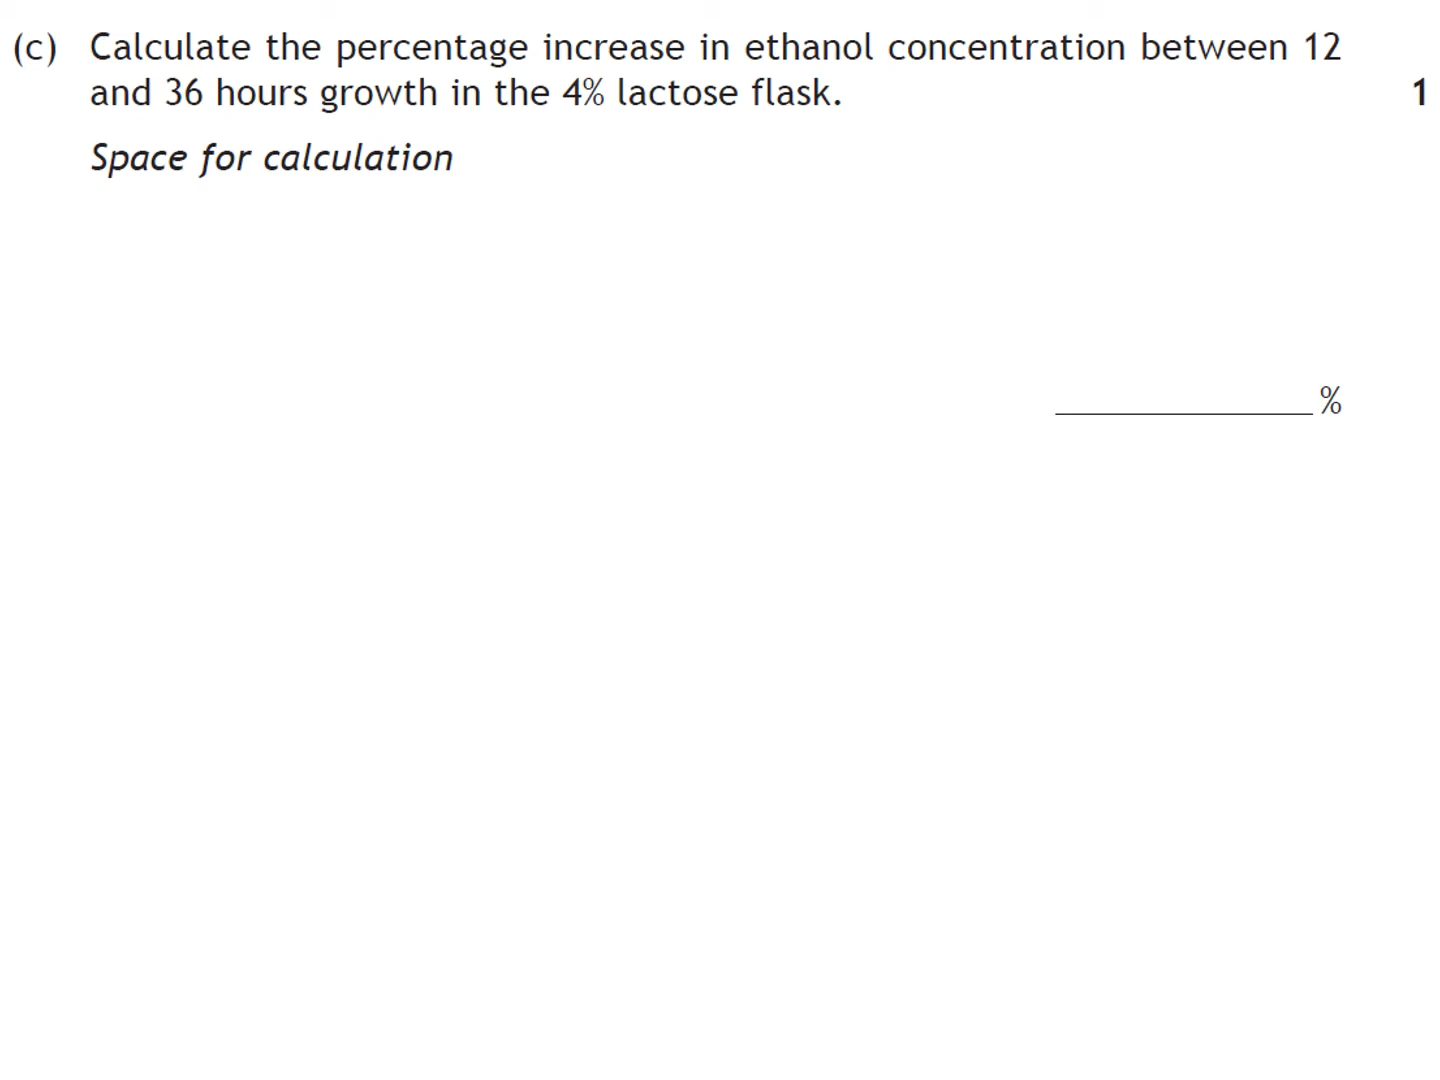 (c) Calculate the percentage increase in ethanol concentration between 12
and 36 hours growth in the 4% lactose flask. 1
Space for calculation
%